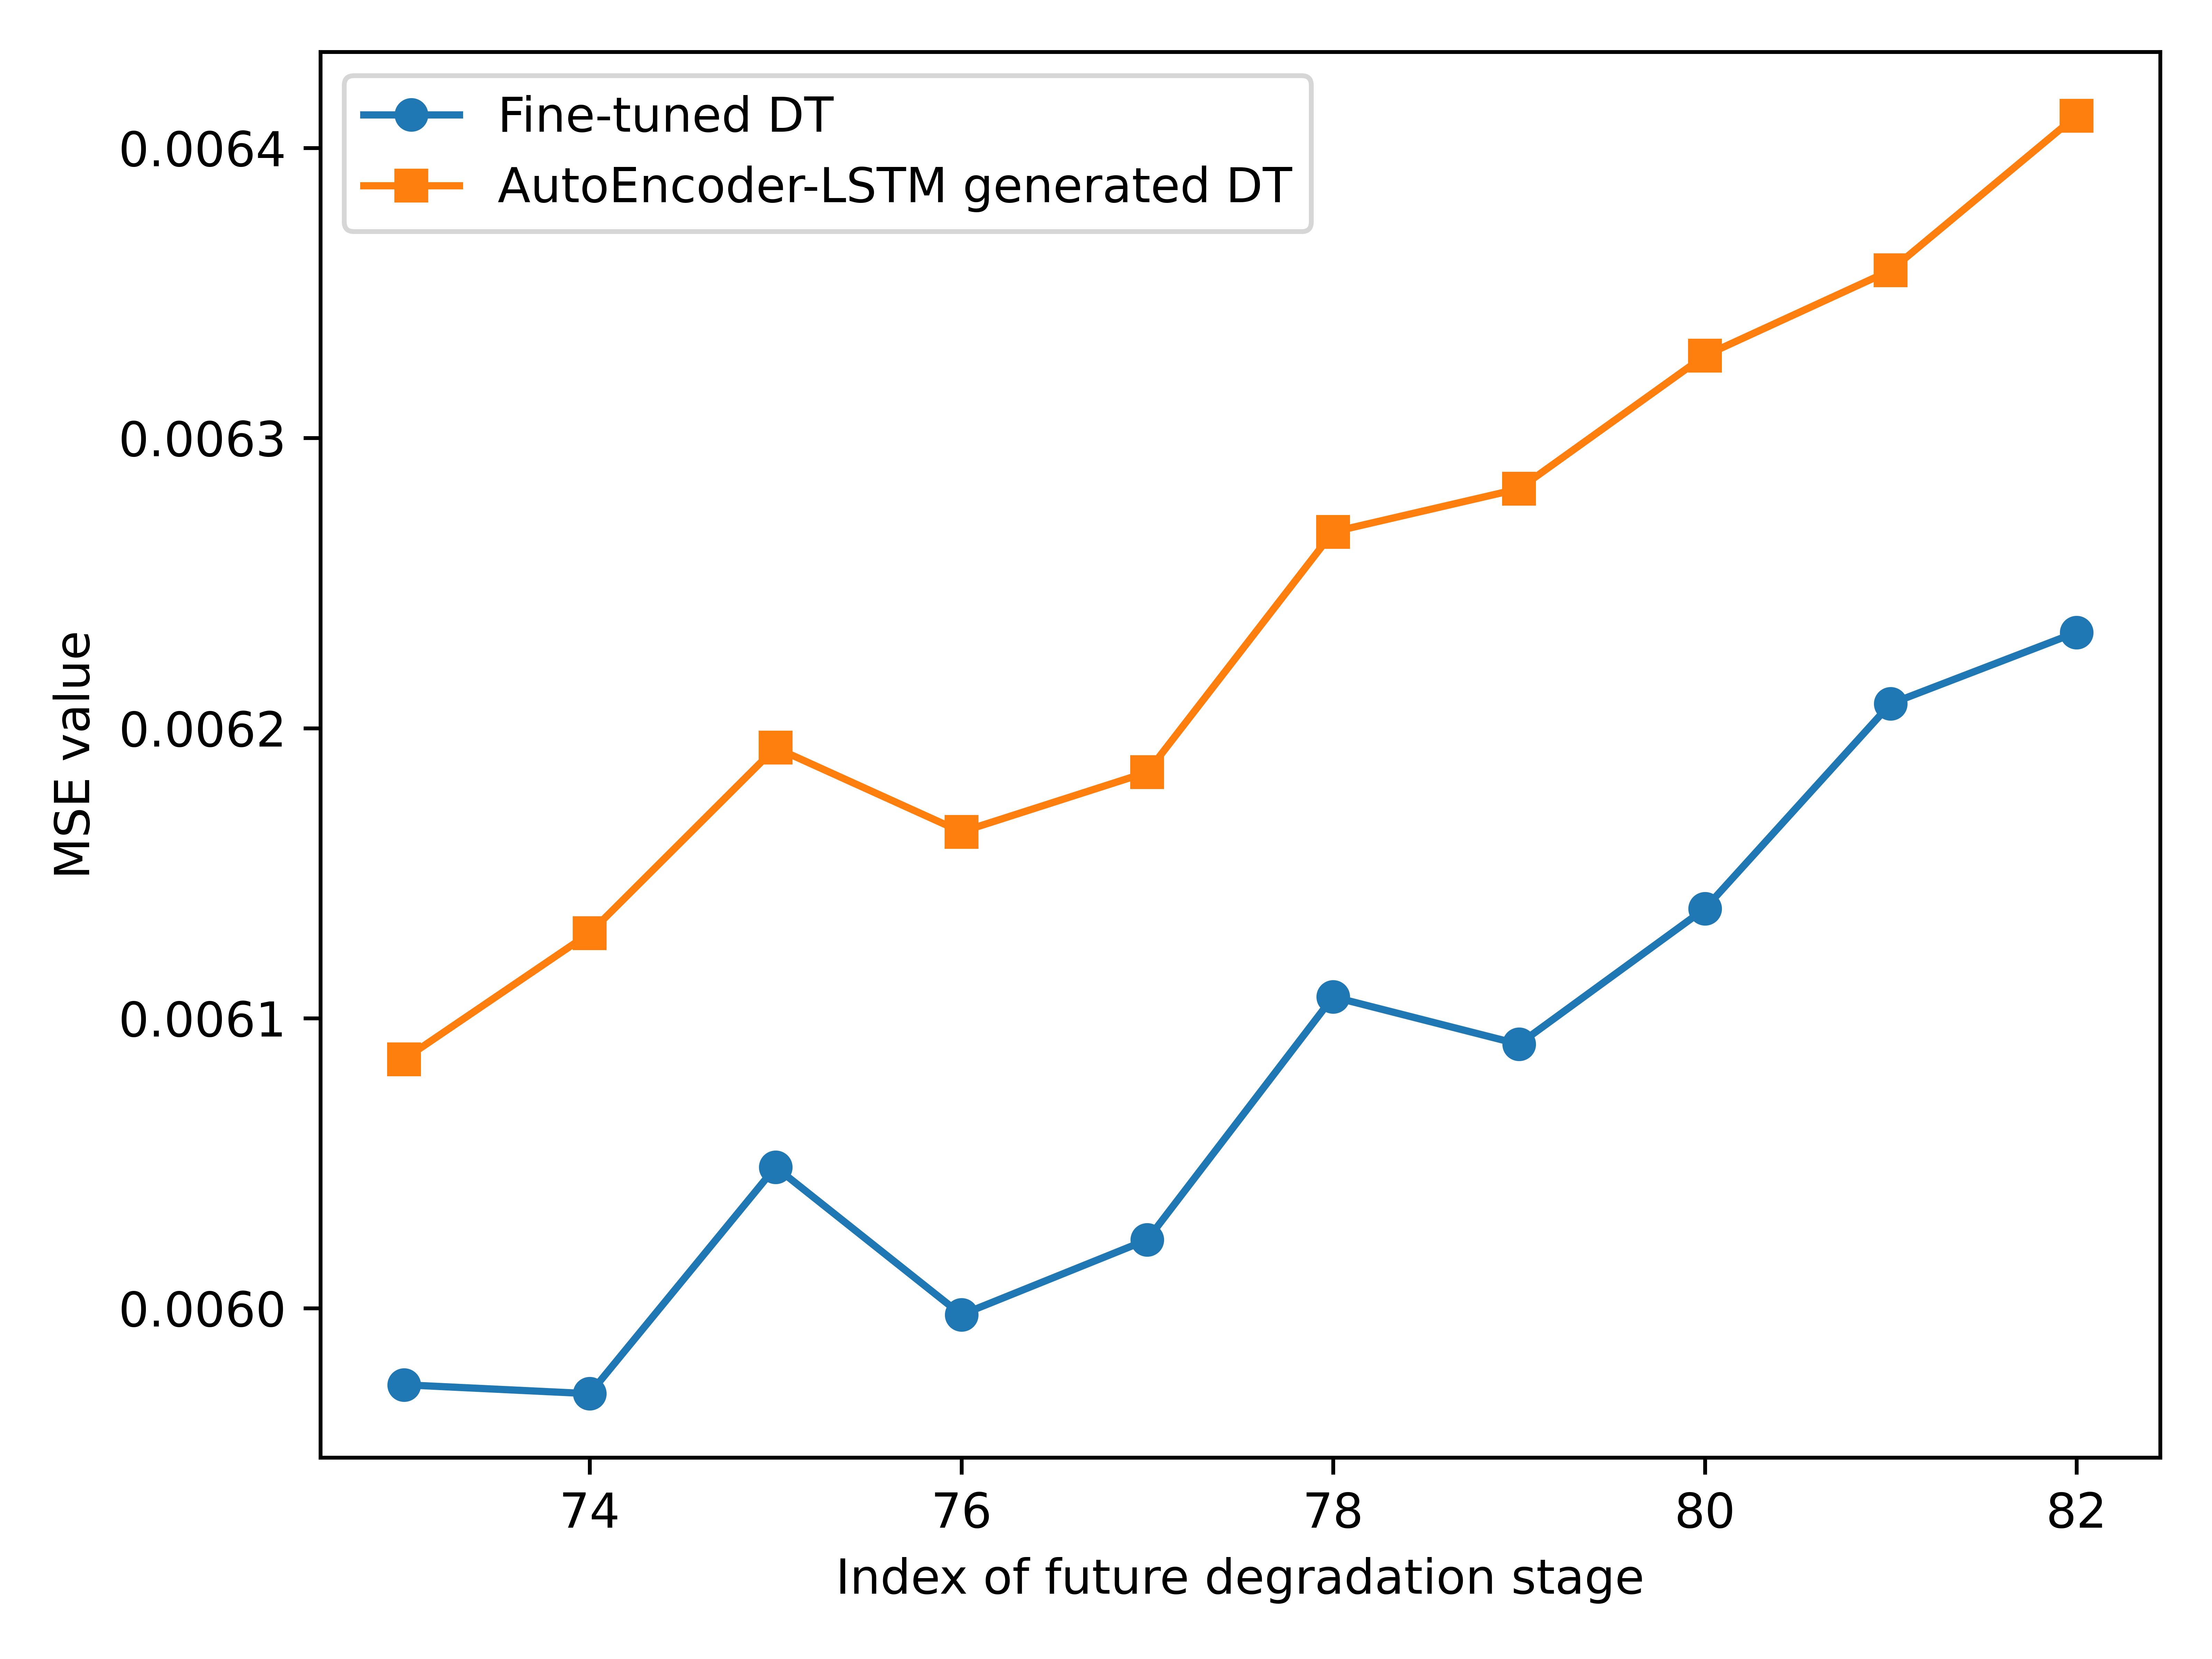 Fine-tuned DT
AutoEncoder-LSTM generated DT
0.0064
0.0063
0.0062
0.0061
0.0060
MSE value
74 76 78 80 82
Index of future degradation stage